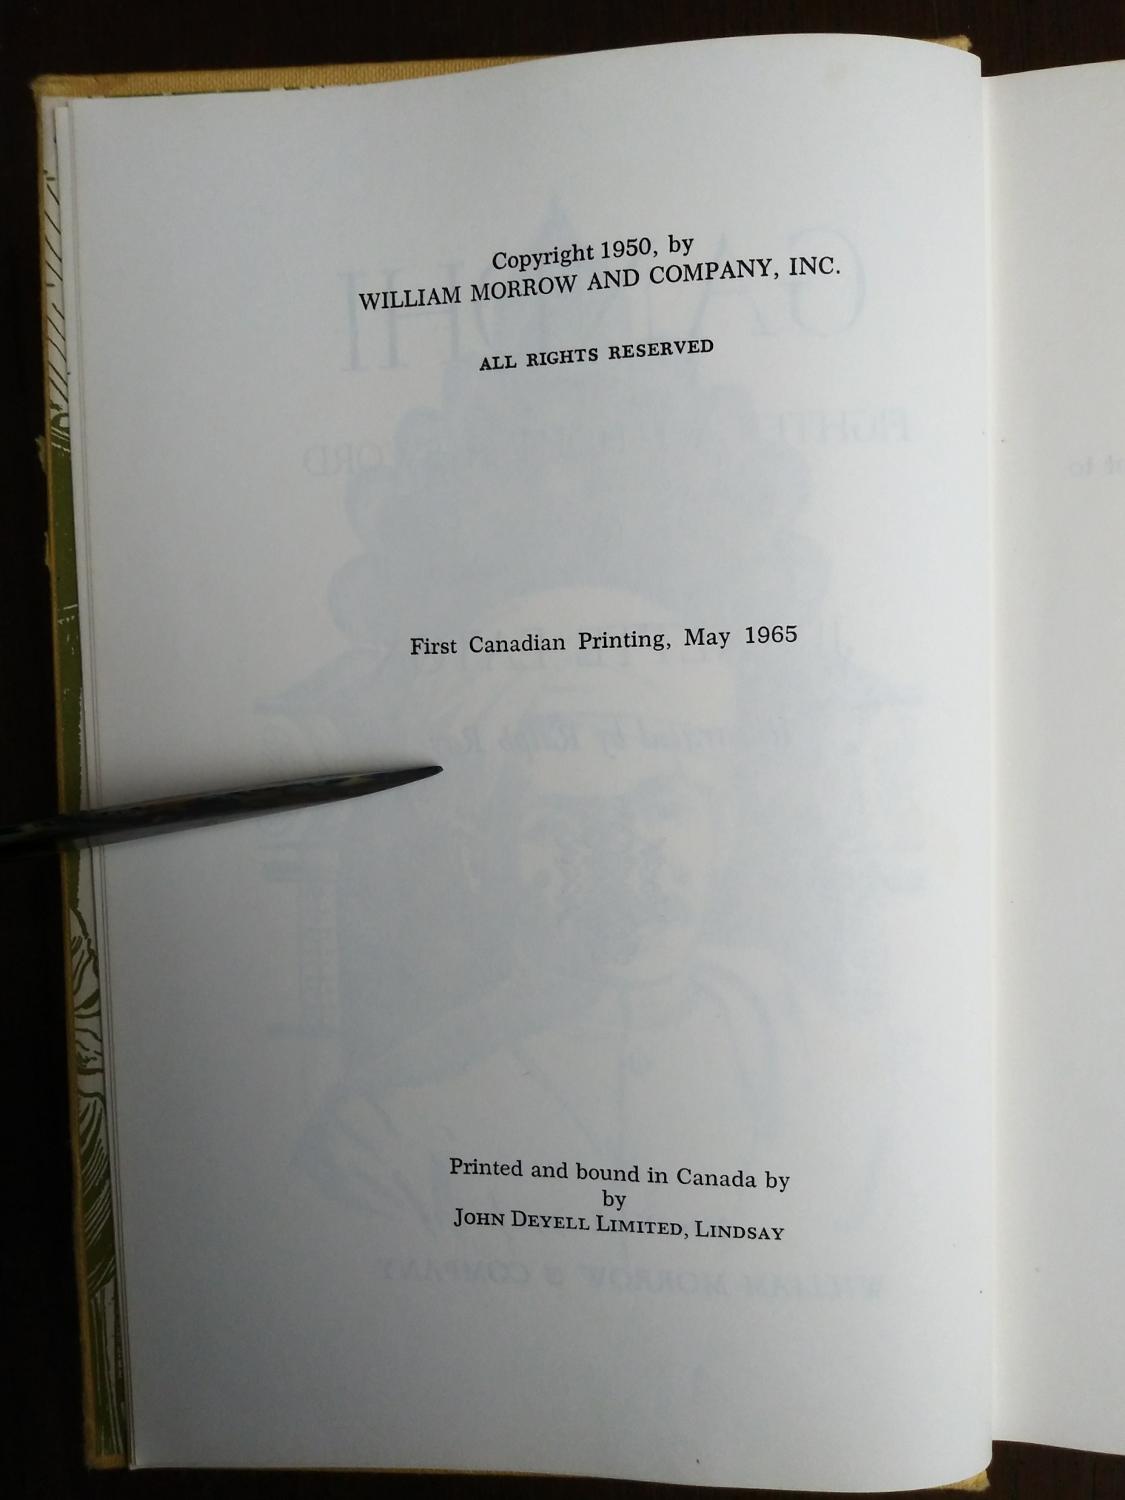 Copyright 1950, by
WILLIAM MORROW AND COMPANY, INC.
ALL RIGHTS RESERVED
First Canadian Printing, May 1965
Printed and bound in Canada by
by
JOHN DEYELL LIMITED, LINDSAY